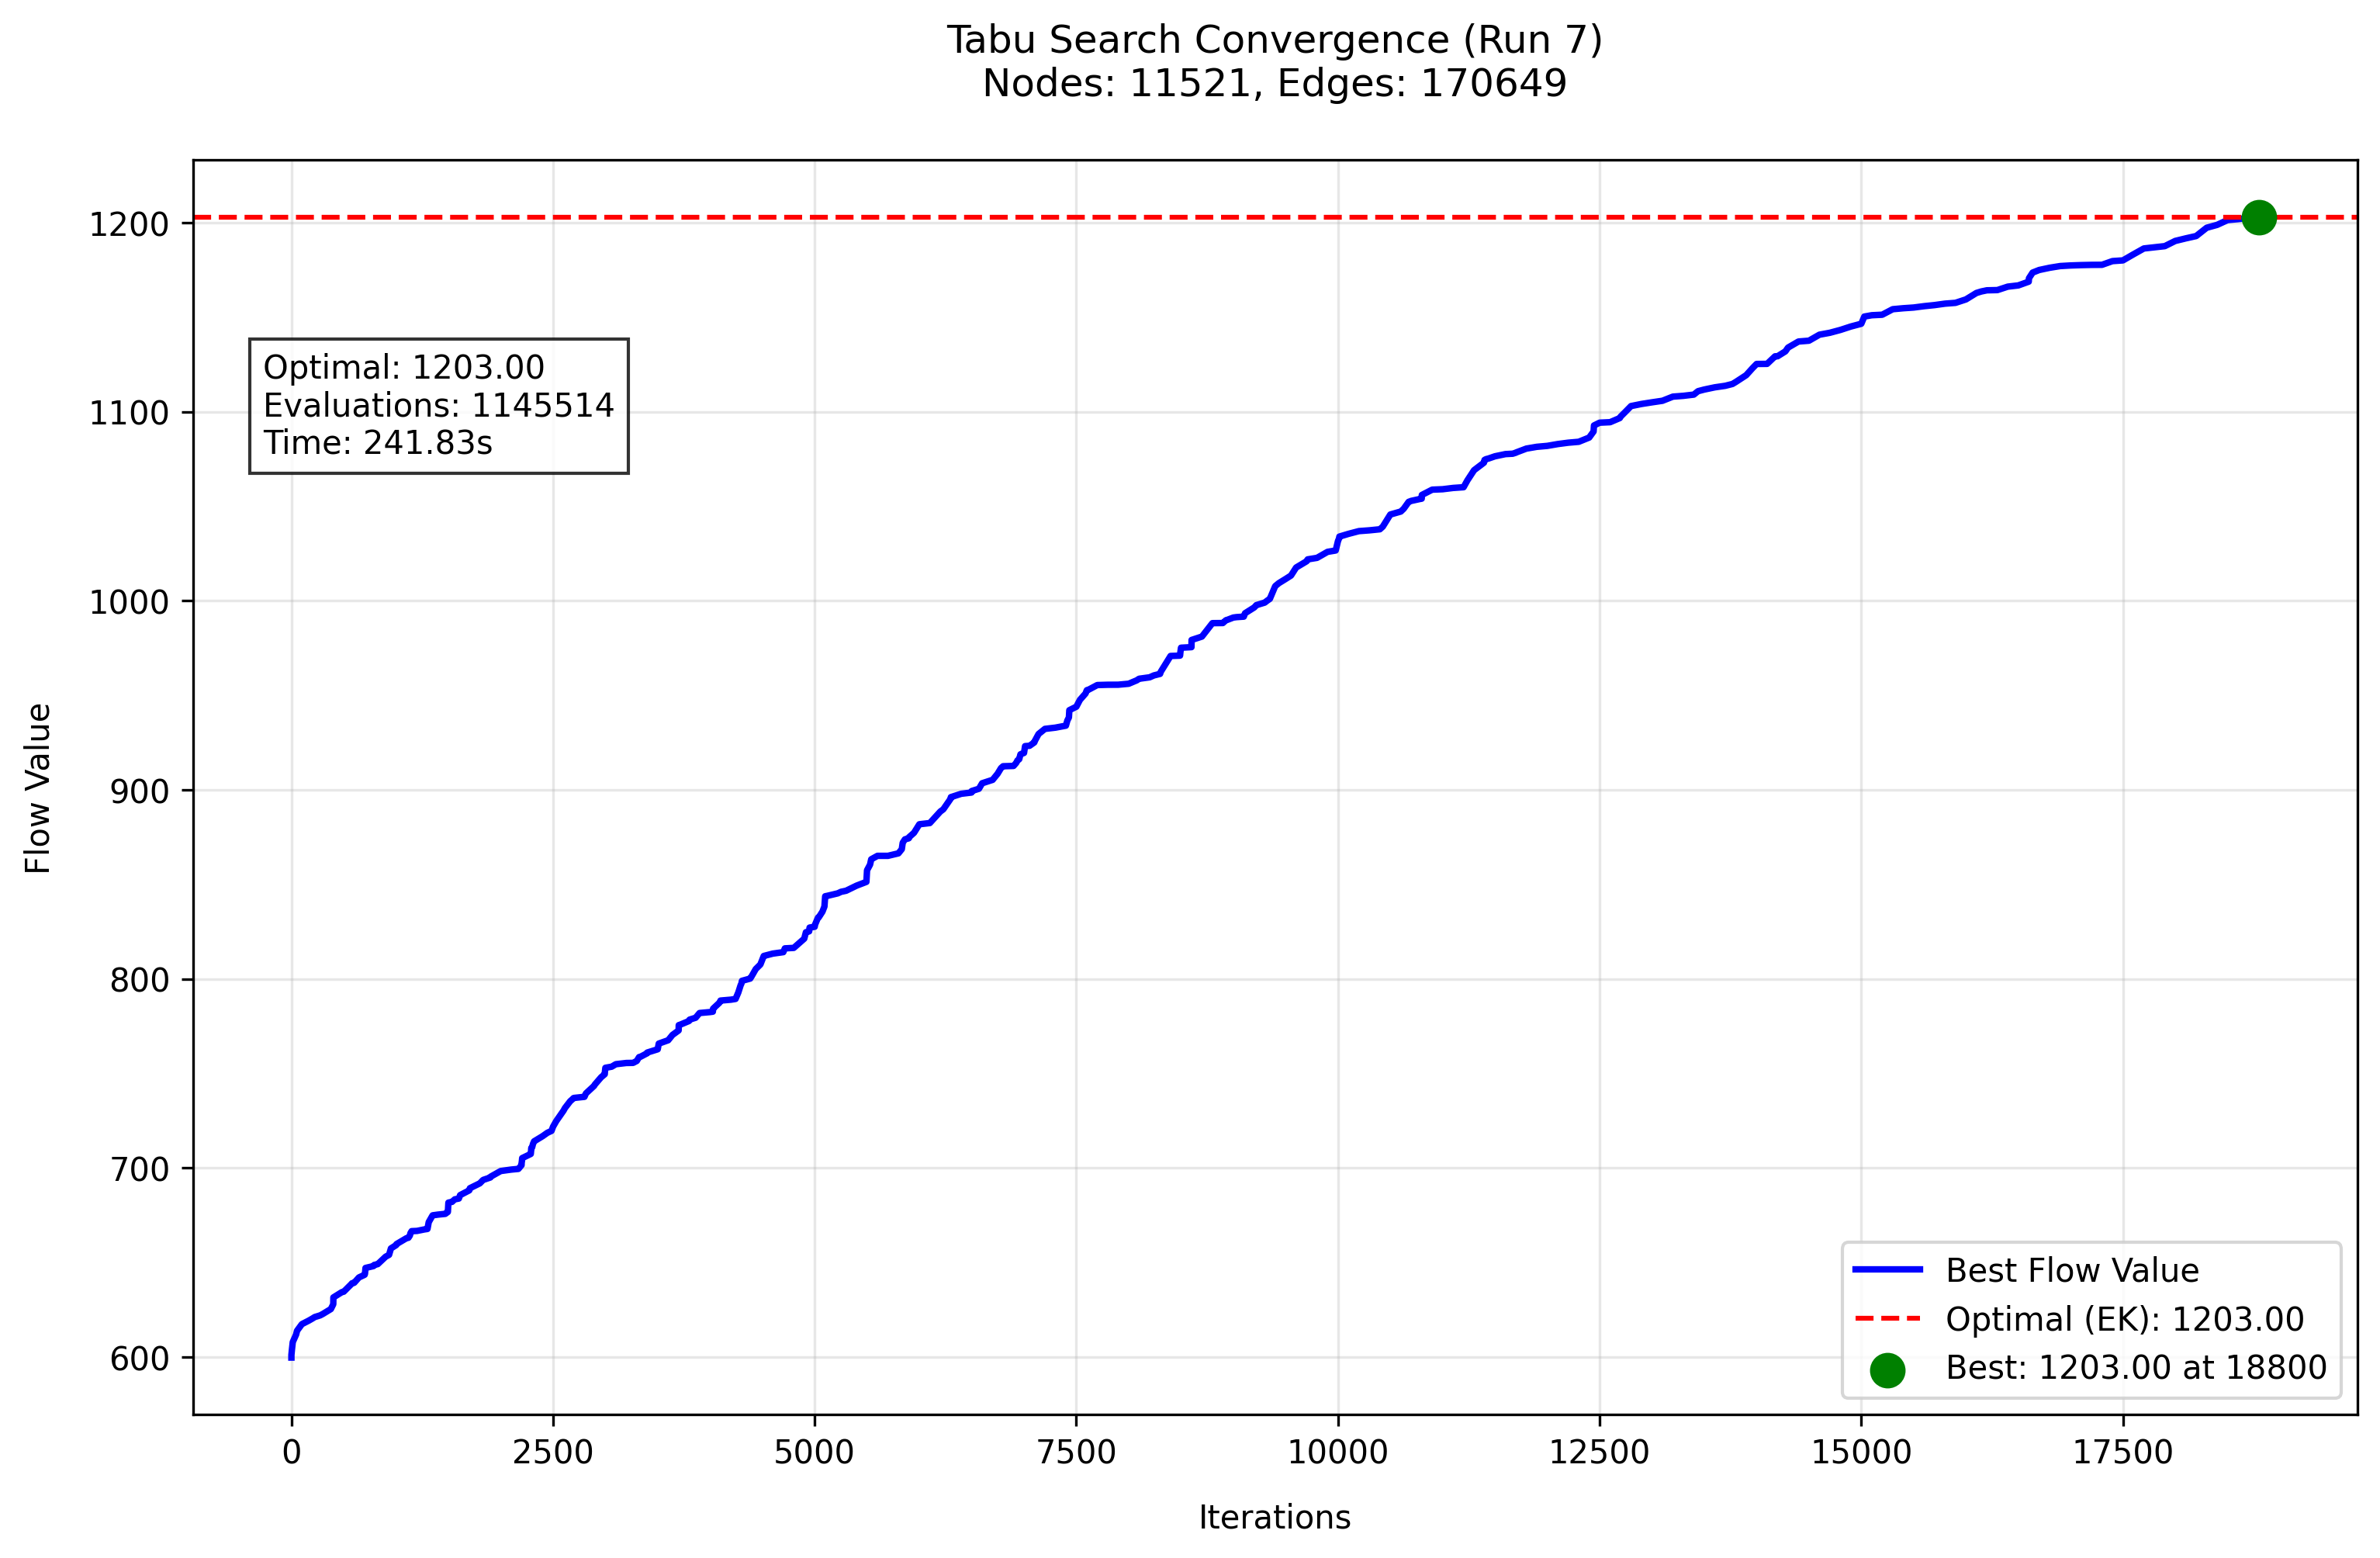 Tabu Search Convergence (Run 7)
Nodes: 11521, Edges: 170649
Flow Value
1200
1100
1000
900
800
700
600
Optimal: 1203.00
Evaluations: 1145514
Time: 241.83s
Best Flow Value
Optimal (EK): 1203.00
Best: 1203.00 at 18800
0 2500 5000 7500 10000 12500 15000 17500
Iterations